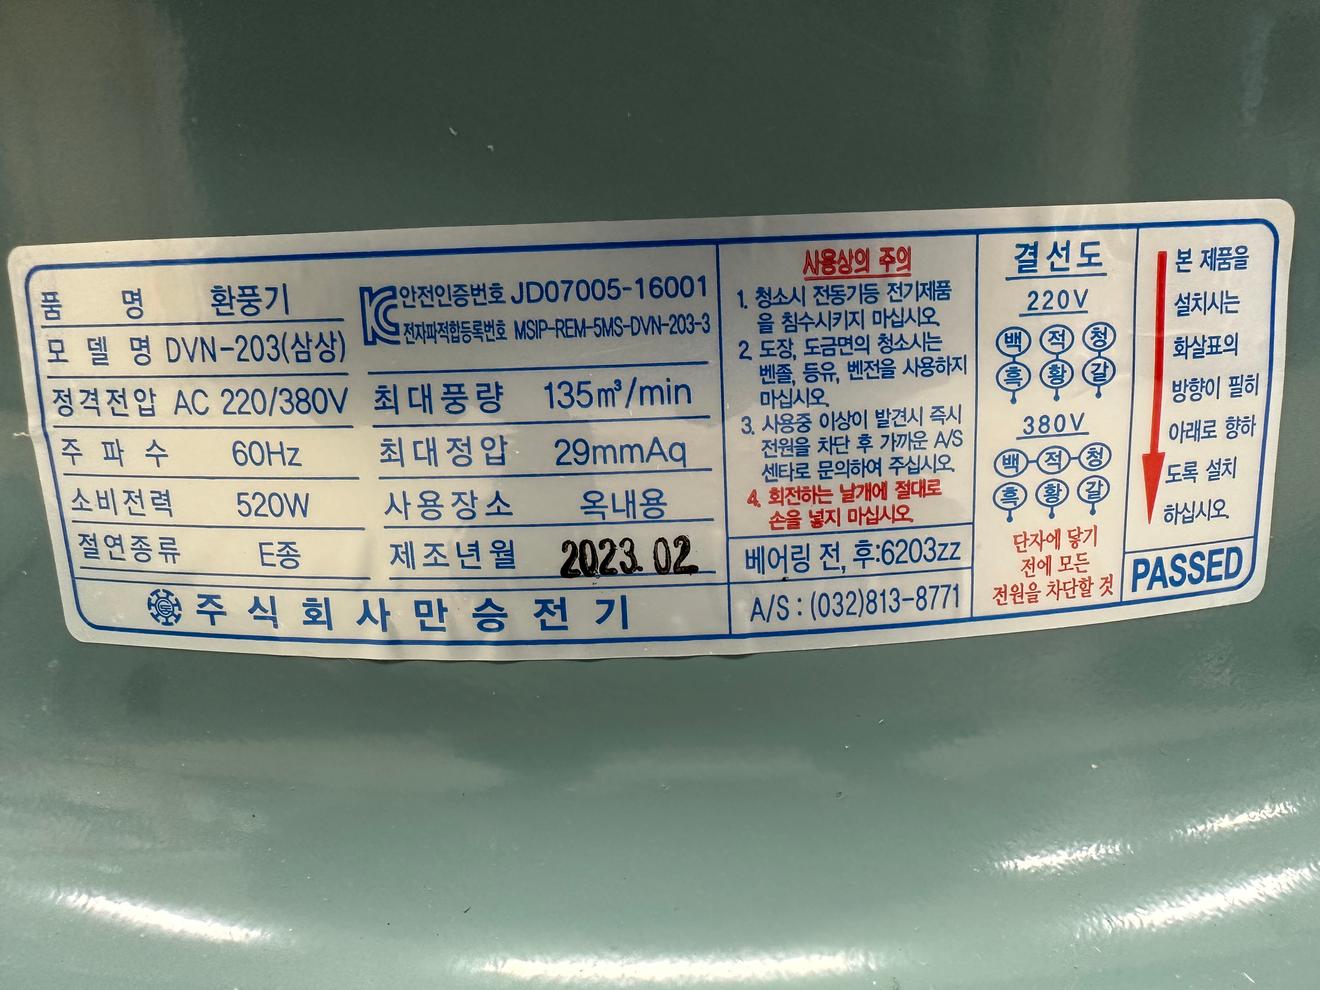 품 명 환풍기
모 델 명 DVN-203(삼상)
정격전압 AC 220/380V
주 파 수 60Hz
소비전력 520W
절연종류 E종
KC 안전인증번호 JD07005-16001
전자파적합등록번호 MSIP-REM-5MS-DVN-203-3
최대풍량 135㎥/min
최대정압 29mmAq
사용장소 옥내용
제조년월 2023. 02
주식회사만승전기
사용상의 주의
1. 청소시 전동기등 전기제품
을 침수시키지 마십시오.
2. 도장, 도금면의 청소시는
벤졸, 등유, 벤젠을 사용하지
마십시오.
3. 사용중 이상이 발견시 즉시
전원을 차단 후 가까운 A/S
센타로 문의하여 주십시오.
4. 회전하는 날개에 절대로
손을 넣지 마십시오.
베어링 전, 후:6203zz
A/S : (032)813-8771
결선도
220V
백 적 청
흑 황 갈
380V
백 적 청
흑 황 갈
단자에 닿기
전에 모든
전원을 차단할 것
본 제품을
설치시는
화살표의
방향이 필히
아래로 향하
도록 설치
하십시오.
PASSED